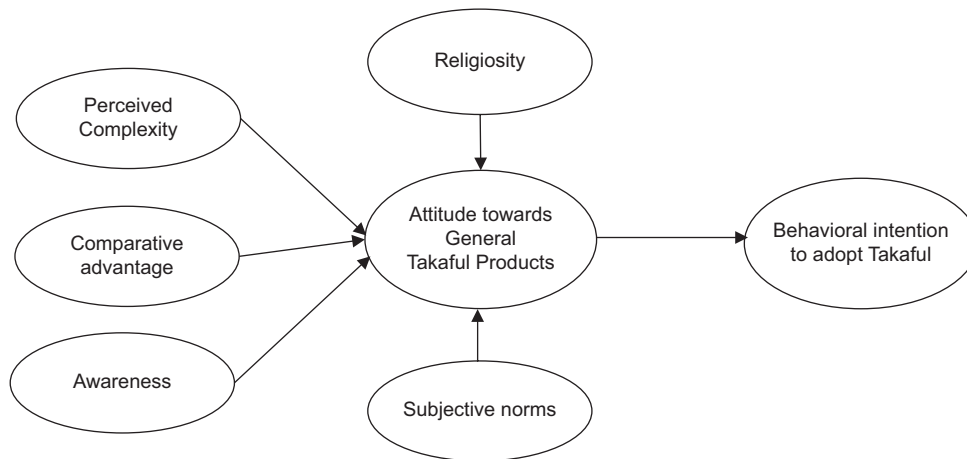 Religiosity
Perceived
Complexity
Comparative
advantage
Awareness
Attitude towards
General
Takaful Products
Subjective norms
Behavioral intention
to adopt Takaful